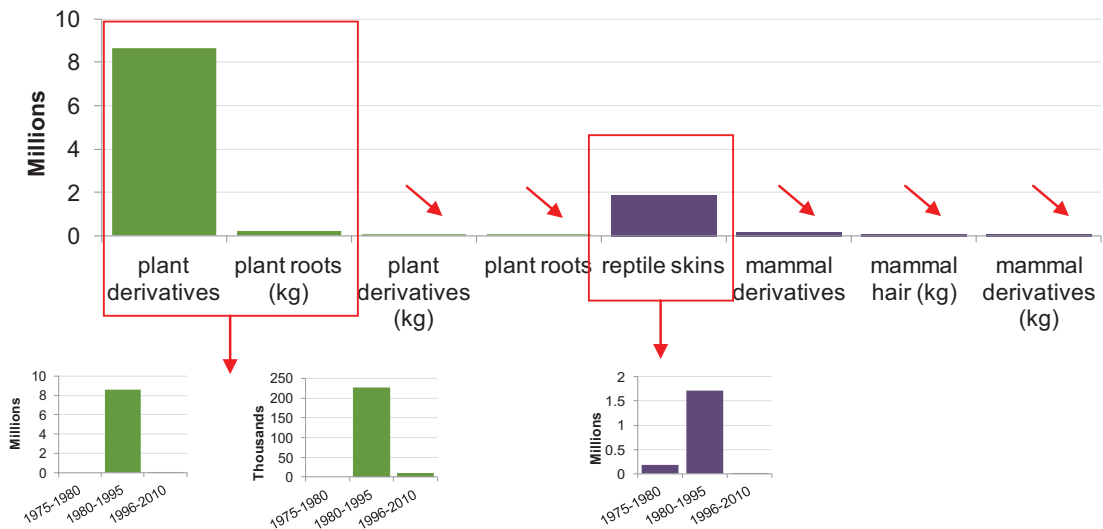 10
8
6
4
2
0
Millions
plant derivatives
plant roots (kg)
plant derivatives (kg)
plant roots
reptile skins
mammal derivatives
mammal hair (kg)
mammal derivatives (kg)
10
8
6
4
2
0
Millions
1975-1980
1980-1995
1996-2010
250
200
150
100
50
0
Thousands
1975-1980
1980-1995
1996-2010
2
1.5
1
0.5
0
Millions
1975-1980
1980-1995
1996-2010